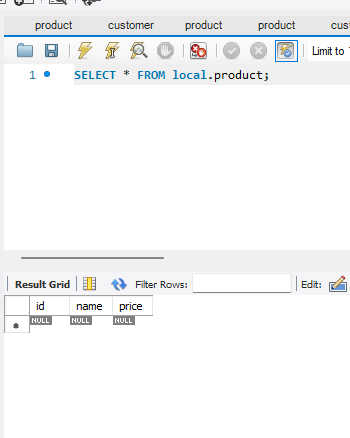 product customer product product custome
Limit to
1 SELECT * FROM local.product;
Result Grid Filter Rows: Edit:
id name price
NULL NULL NULL